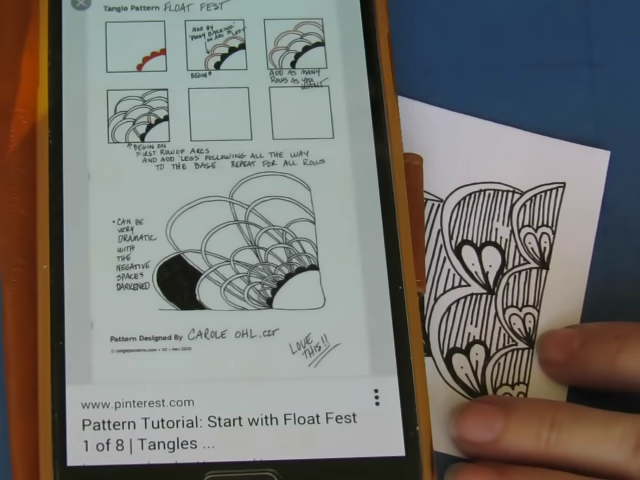 Tangle Pattern FLOAT FEST
BEGIN
ADD AS MANY
ROWS AS YOU
WANT
BEGIN ON
FIRST ROW OF ARCS
AND ADD 'LEGS' FOLLOWING ALL THE WAY
TO THE BASE REPEAT FOR ALL ROWS
• CAN BE
VERY
DRAMATIC
WITH
THE
NEGATIVE
SPACES
DARKENED
Pattern Designed By CAROLE OHL, CZT
LOVE
THIS!!
www.pinterest.com
Pattern Tutorial: Start with Float Fest
1 of 8 | Tangles ...